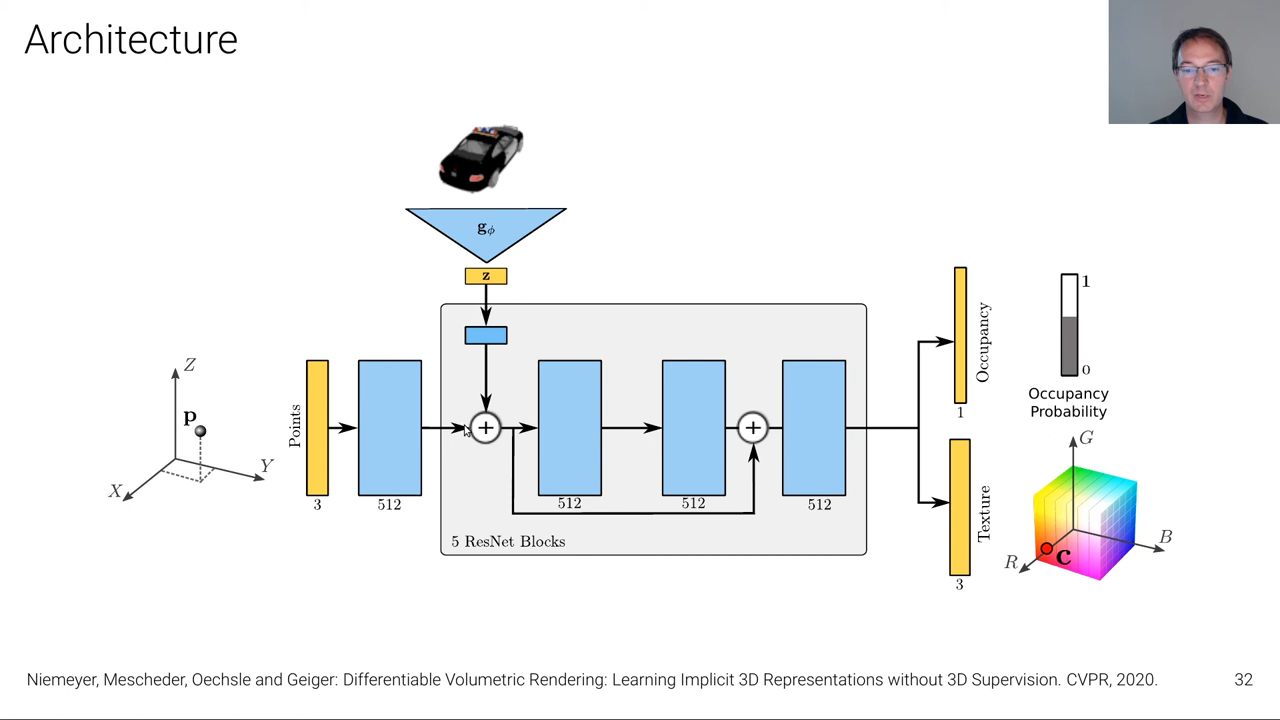 Architecture
gϕ
z
1
0
Occupancy
1
Occupancy
Probability
Z
p
Y
X
Points
3
512
+
512
512
+
512
5 ResNet Blocks
Texture
3
G
B
R
c
Niemeyer, Mescheder, Oechsle and Geiger: Differentiable Volumetric Rendering: Learning Implicit 3D Representations without 3D Supervision. CVPR, 2020.
32